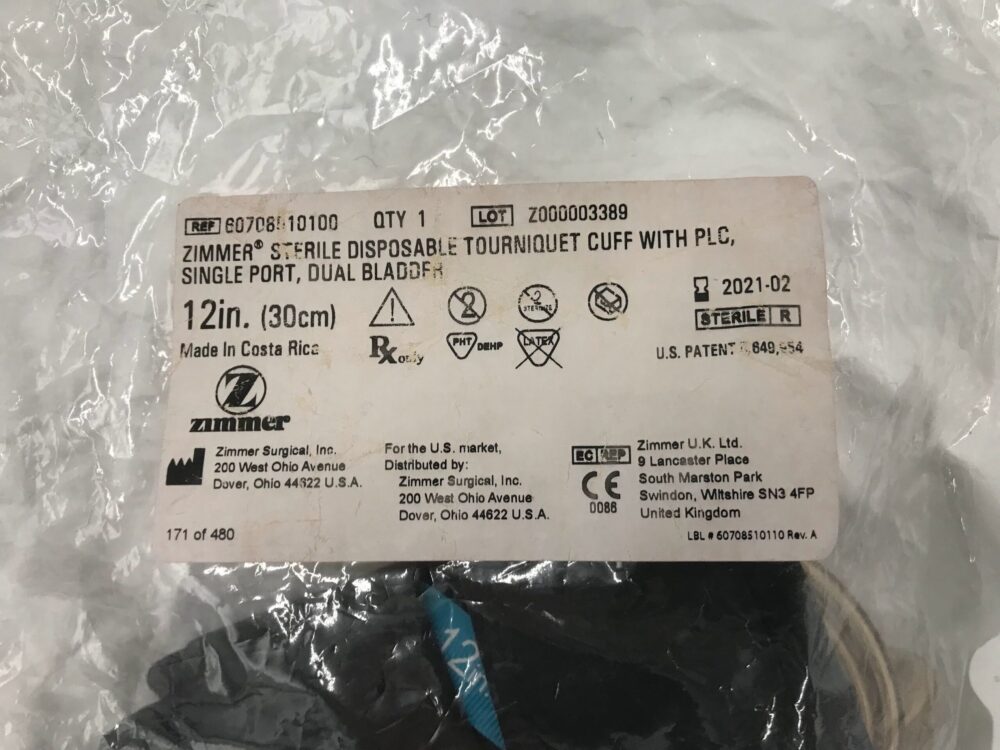 REF 60708510100 QTY 1 LOT Z000003389
ZIMMER® STERILE DISPOSABLE TOURNIQUET CUFF WITH PLC,
SINGLE PORT, DUAL BLADDER
12in. (30cm)
2
2
STERILIZE
2021-02
STERILE R
Made In Costa Rica
Rx only
PHT DEHP
LATEX
U.S. PATENT
Z
zimmer
Zimmer Surgical, Inc.
200 West Ohio Avenue
Dover, Ohio 44622 U.S.A.
For the U.S. market,
Distributed by:
Zimmer Surgical, Inc.
200 West Ohio Avenue
Dover, Ohio 44622 U.S.A.
EC REP
CE
0086
Zimmer U.K. Ltd.
9 Lancaster Place
South Marston Park
Swindon, Wiltshire SN3 4FP
United Kingdom
171 of 480
LBL # 60708510110 Rev. A
12in